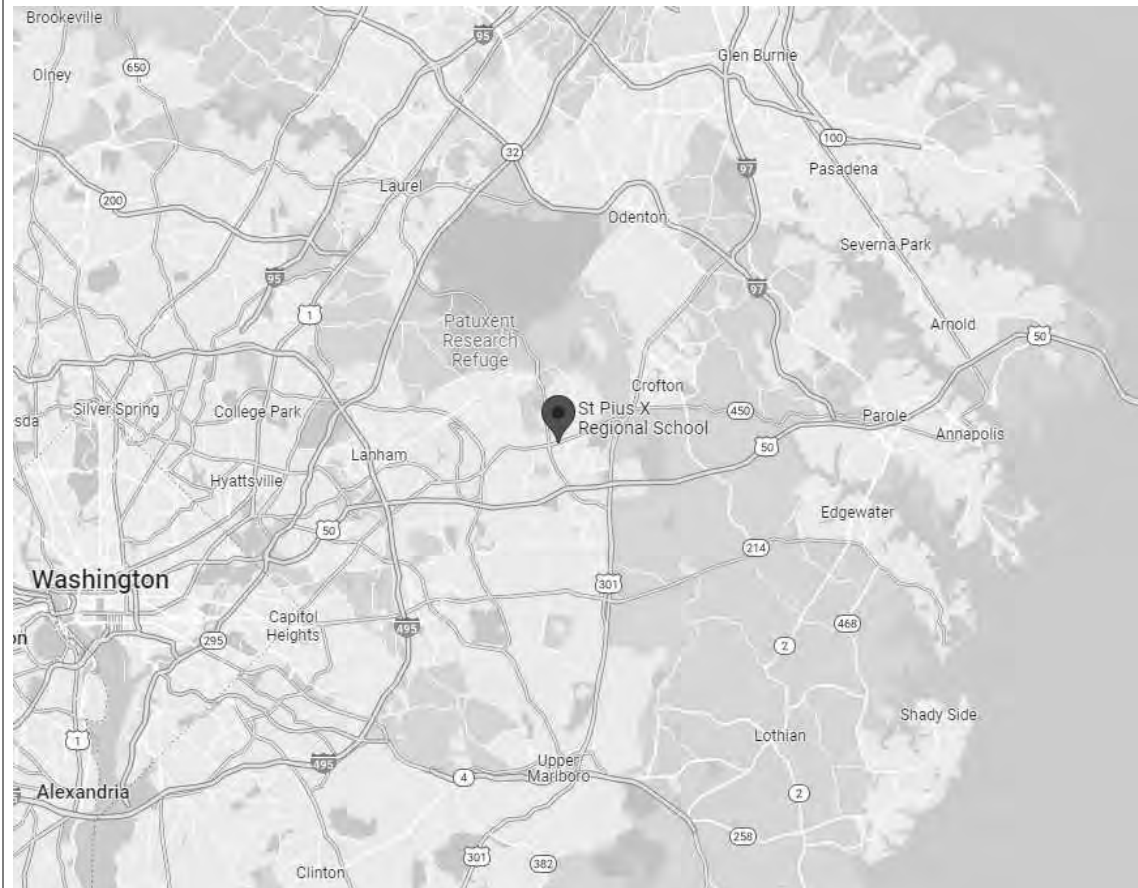 Brookeville
95
Glen Burnie
Olney
650
100
32
Pasadena
97
Laurel
200
Odenton
Severna Park
95
97
1
Patuxent
Research
Refuge
Arnold
50
Crofton
Silver Spring
College Park
St Pius X
Regional School
450
Parole
sda
Annapolis
50
Lanham
Hyattsville
Edgewater
50
214
Washington
301
Capitol
Heights
495
468
295
on
2
Shady Side
1
Lothian
495
Upper
Marlboro
4
Alexandria
2
258
301
382
Clinton